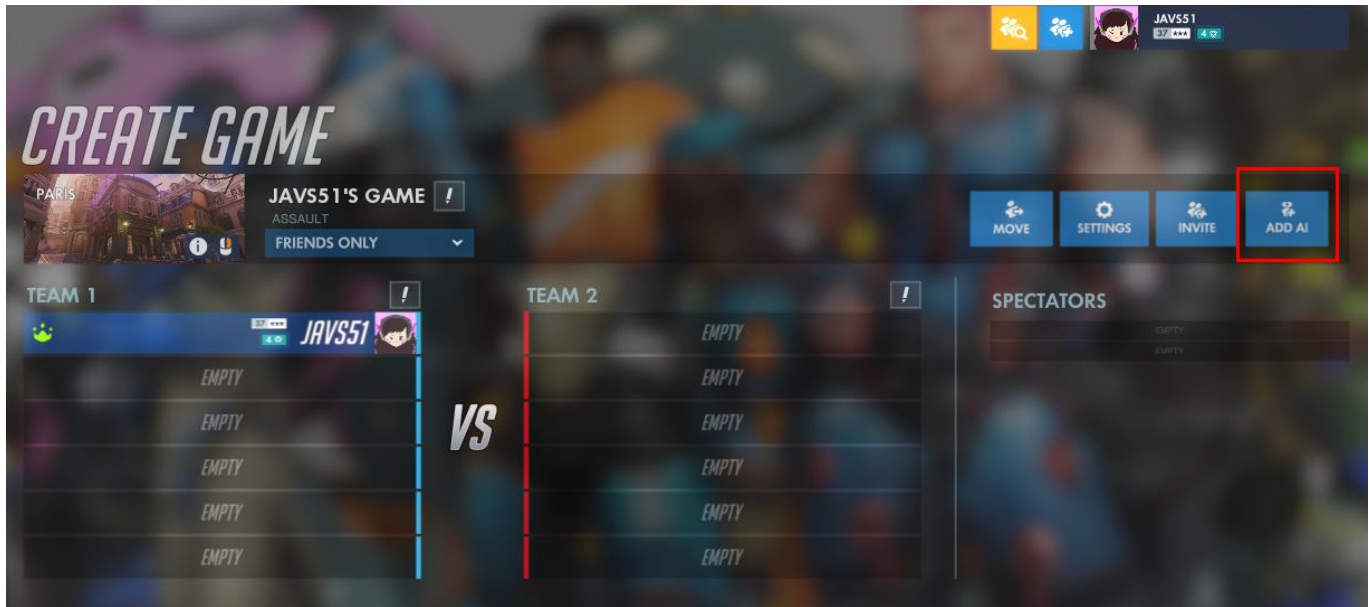 JAVS51
37 ★★★ 4
CREATE GAME
PARIS
JAVS51'S GAME !
ASSAULT
FRIENDS ONLY
MOVE
SETTINGS
INVITE
ADD AI
TEAM 1 !
37 ★★★
4
JAVS51
EMPTY
EMPTY
EMPTY
EMPTY
EMPTY
VS
TEAM 2 !
EMPTY
EMPTY
EMPTY
EMPTY
EMPTY
EMPTY
SPECTATORS
EMPTY
EMPTY